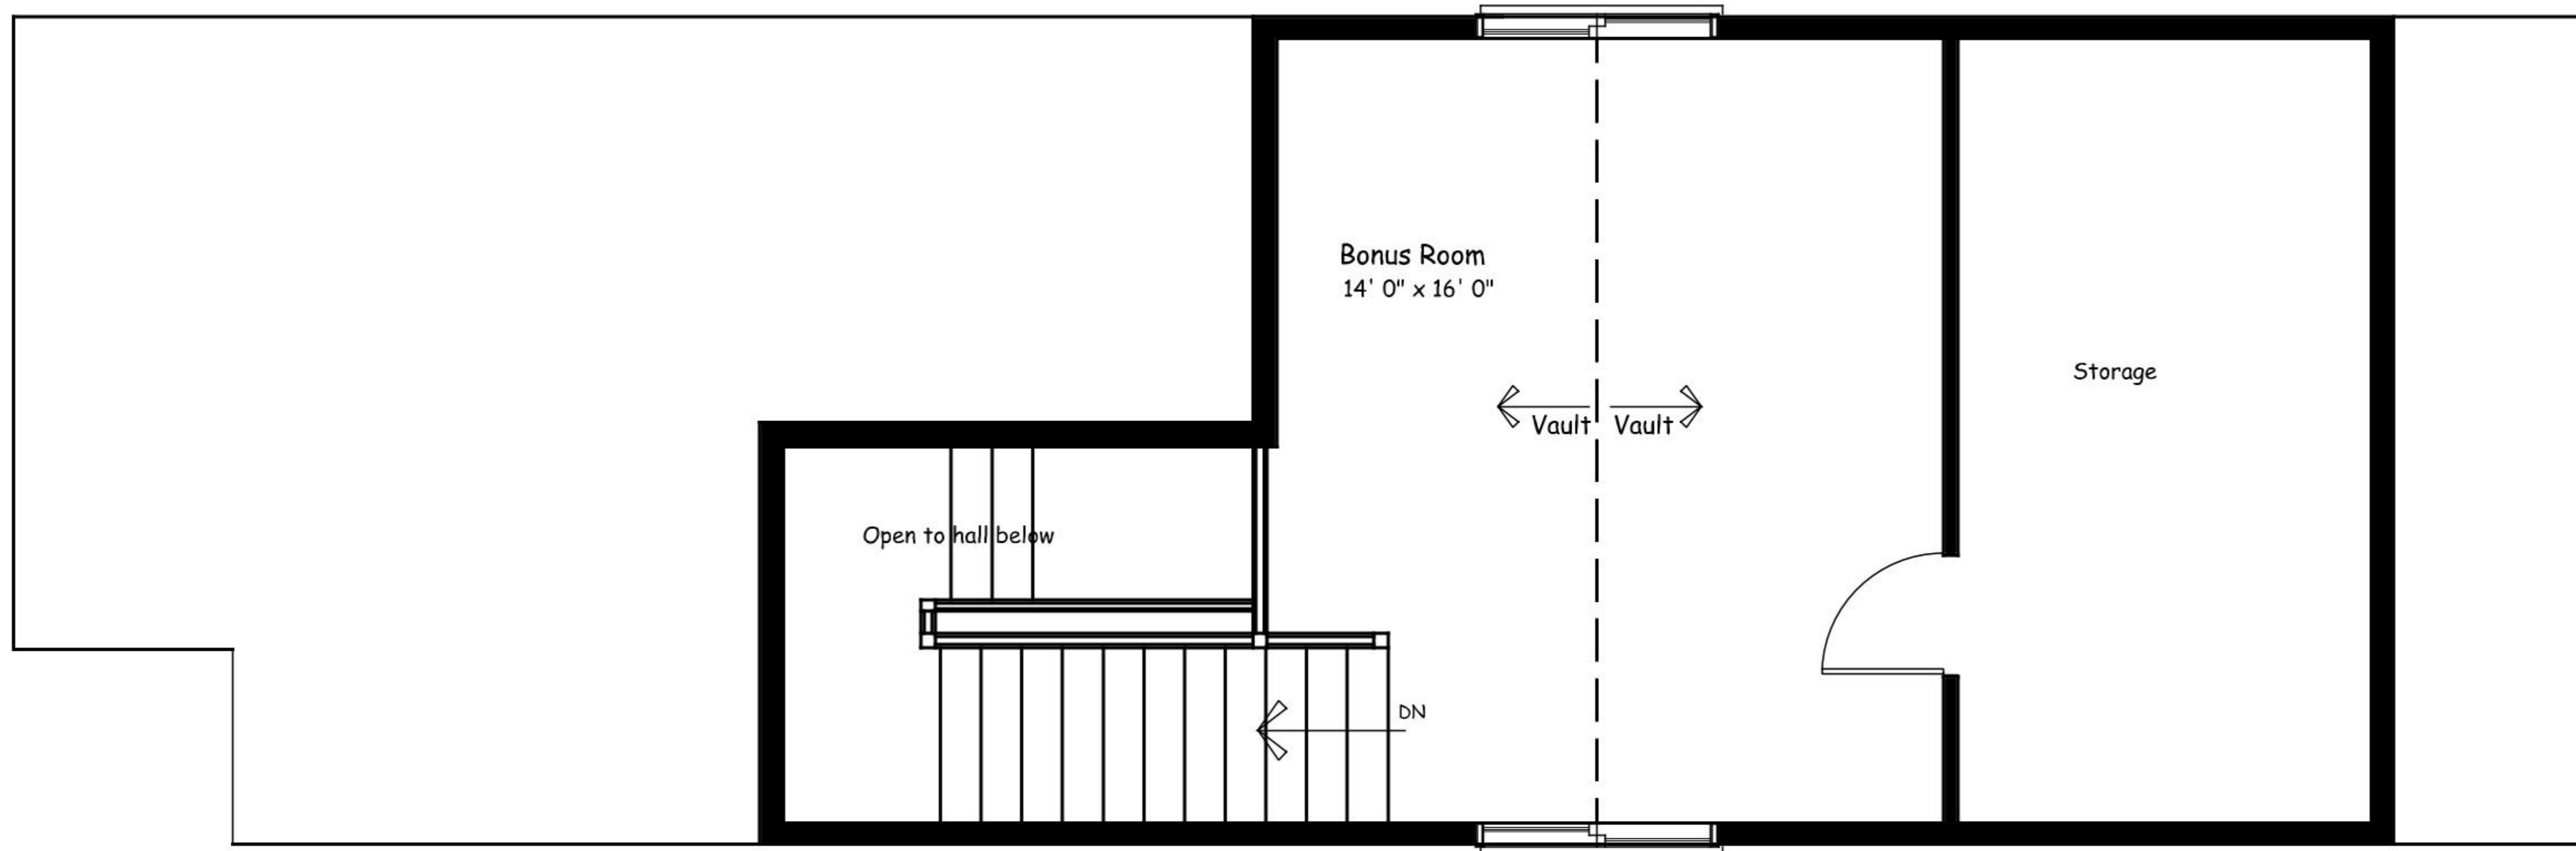 Bonus Room
14' 0" x 16' 0"
Storage
Vault Vault
Open to hall below
DN